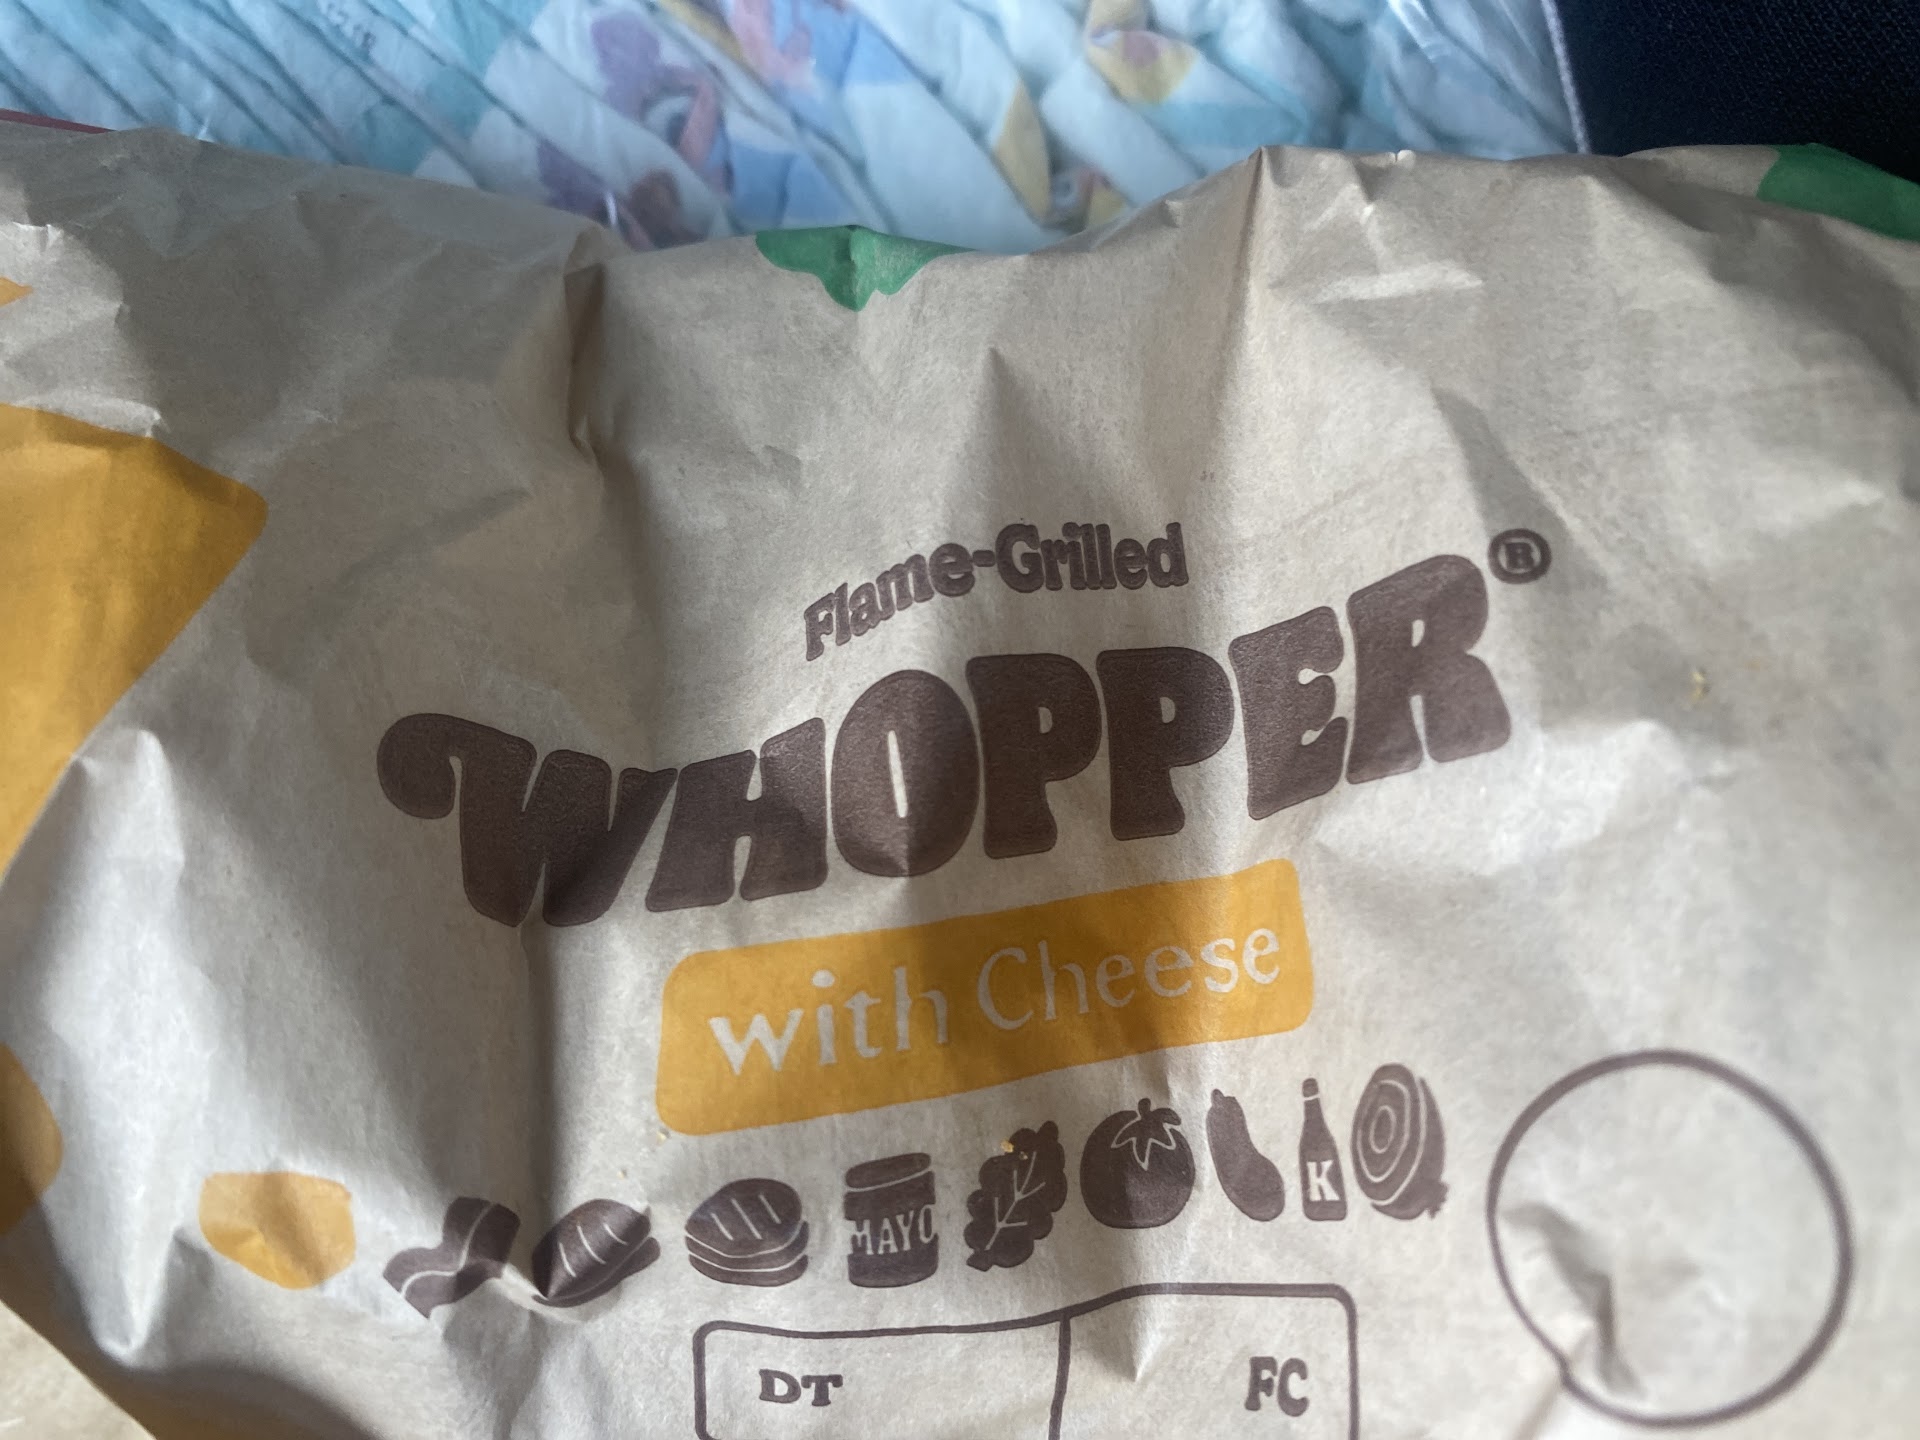 Flame-Grilled
WHOPPER®
with Cheese
MAYO
K
DT FC